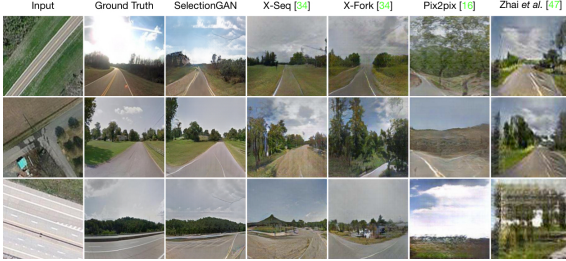 Input Ground Truth SelectionGAN X-Seq [34] X-Fork [34] Pix2pix [16] Zhai et al. [47]